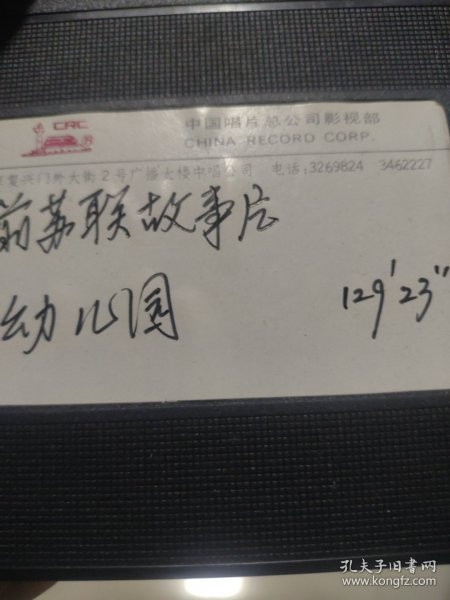 CRC
®
中国唱片总公司影视部
CHINA RECORD CORP.
复兴门外大街2号广播大楼中唱公司 电话:3269824 3462227
前苏联故事片
幼儿园 129'23"
孔夫子旧书网
www.kongfz.com